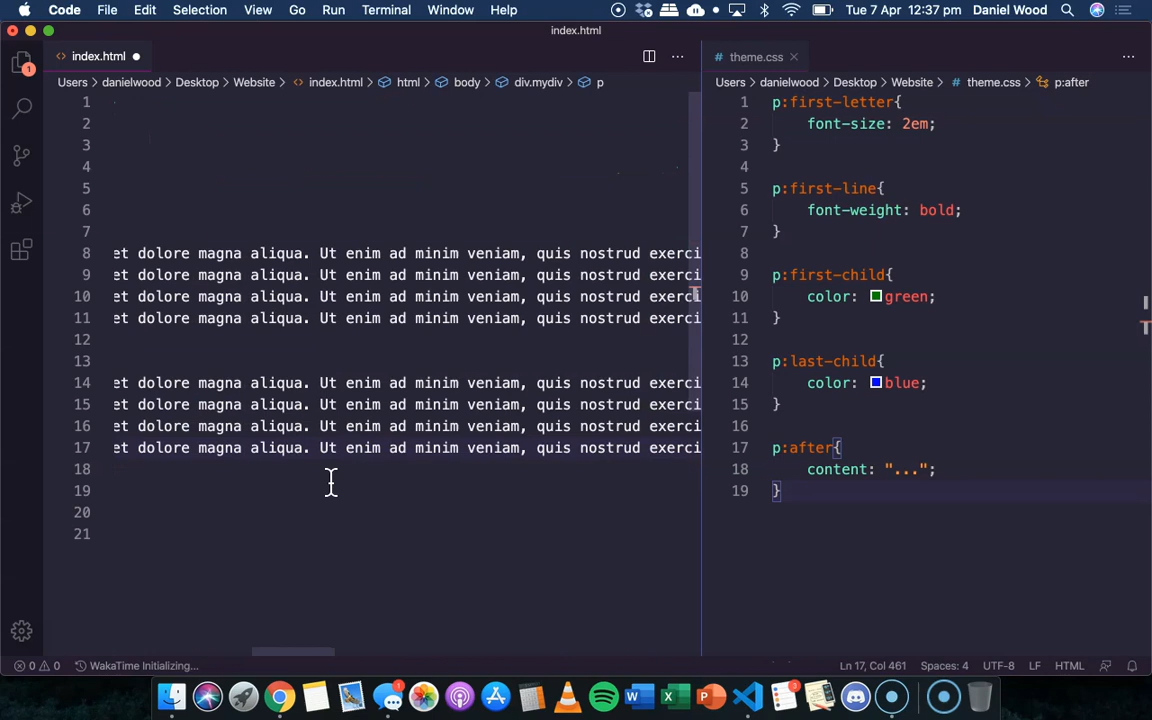 Code File Edit Selection View Go Run Terminal Window Help Tue 7 Apr 12:37 pm Daniel Wood
index.html
index.html
theme.css
Users danielwood Desktop Website index.html html body div.mydiv p
Users danielwood Desktop Website theme.css p:after
1
2
3
4
5
6
7
8 et dolore magna aliqua. Ut enim ad minim veniam, quis nostrud exerci
9 et dolore magna aliqua. Ut enim ad minim veniam, quis nostrud exerci
10 et dolore magna aliqua. Ut enim ad minim veniam, quis nostrud exerci
11 et dolore magna aliqua. Ut enim ad minim veniam, quis nostrud exerci
12
13
14 et dolore magna aliqua. Ut enim ad minim veniam, quis nostrud exerci
15 et dolore magna aliqua. Ut enim ad minim veniam, quis nostrud exerci
16 et dolore magna aliqua. Ut enim ad minim veniam, quis nostrud exerci
17 et dolore magna aliqua. Ut enim ad minim veniam, quis nostrud exerci
18
19
20
21
1 p:first-letter{
2 font-size: 2em;
3 }
4
5 p:first-line{
6 font-weight: bold;
7 }
8
9 p:first-child{
10 color: green;
11 }
12
13 p:last-child{
14 color: blue;
15 }
16
17 p:after{
18 content: "...";
19 }
1
0 0 WakaTime Initializing... Ln 17, Col 461 Spaces: 4 UTF-8 LF HTML
1
3